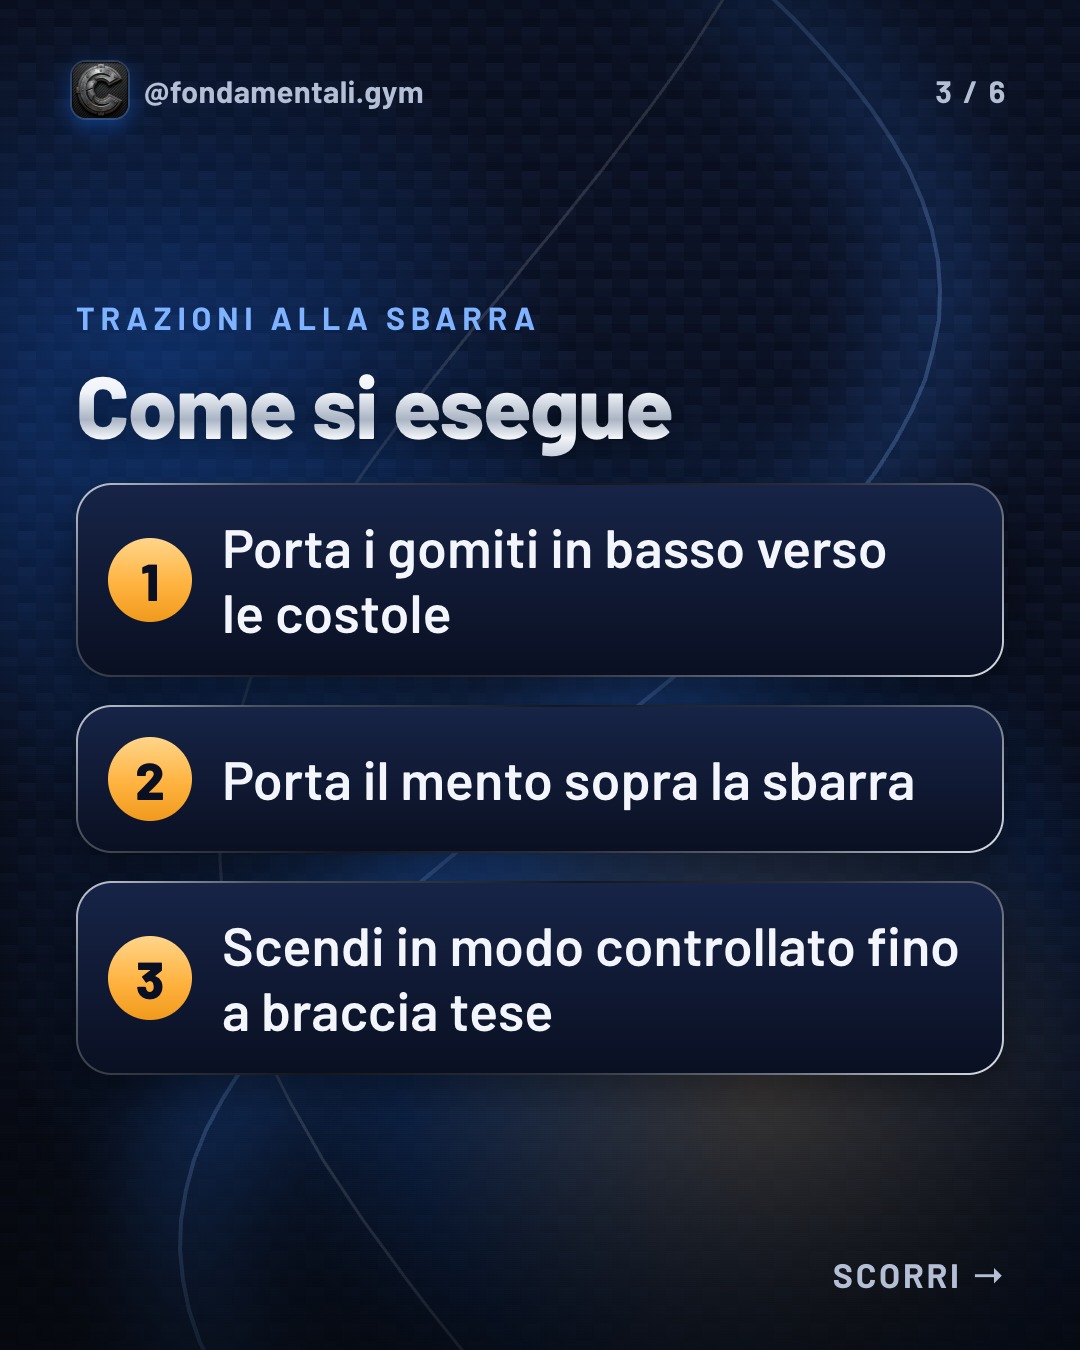 @fondamentali.gym
3 / 6
TRAZIONI ALLA SBARRA
Come si esegue
1
Porta i gomiti in basso verso
le costole
2
Porta il mento sopra la sbarra
3
Scendi in modo controllato fino
a braccia tese
SCORRI →